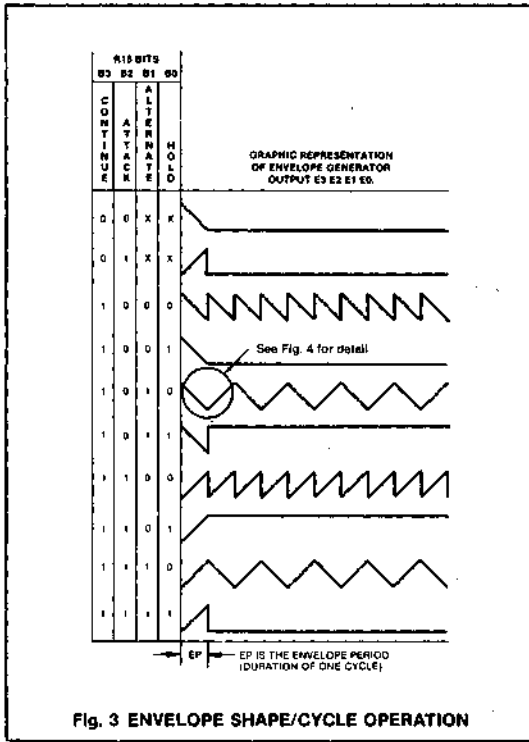 R15 BITS
B3 B2 B1 B0
CONTINUE
ATTACK
ALTERNATE
HOLD
GRAPHIC REPRESENTATION
OF ENVELOPE GENERATOR
OUTPUT E3 E2 E1 E0.
0 0 X X
0 1 X X
1 0 0 0
1 0 0 1
See Fig. 4 for detail
1 0 1 0
1 0 1 1
1 1 0 0
1 1 0 1
1 1 1 0
1 1 1 1
EP
EP IS THE ENVELOPE PERIOD
(DURATION OF ONE CYCLE)
Fig. 3 ENVELOPE SHAPE/CYCLE OPERATION